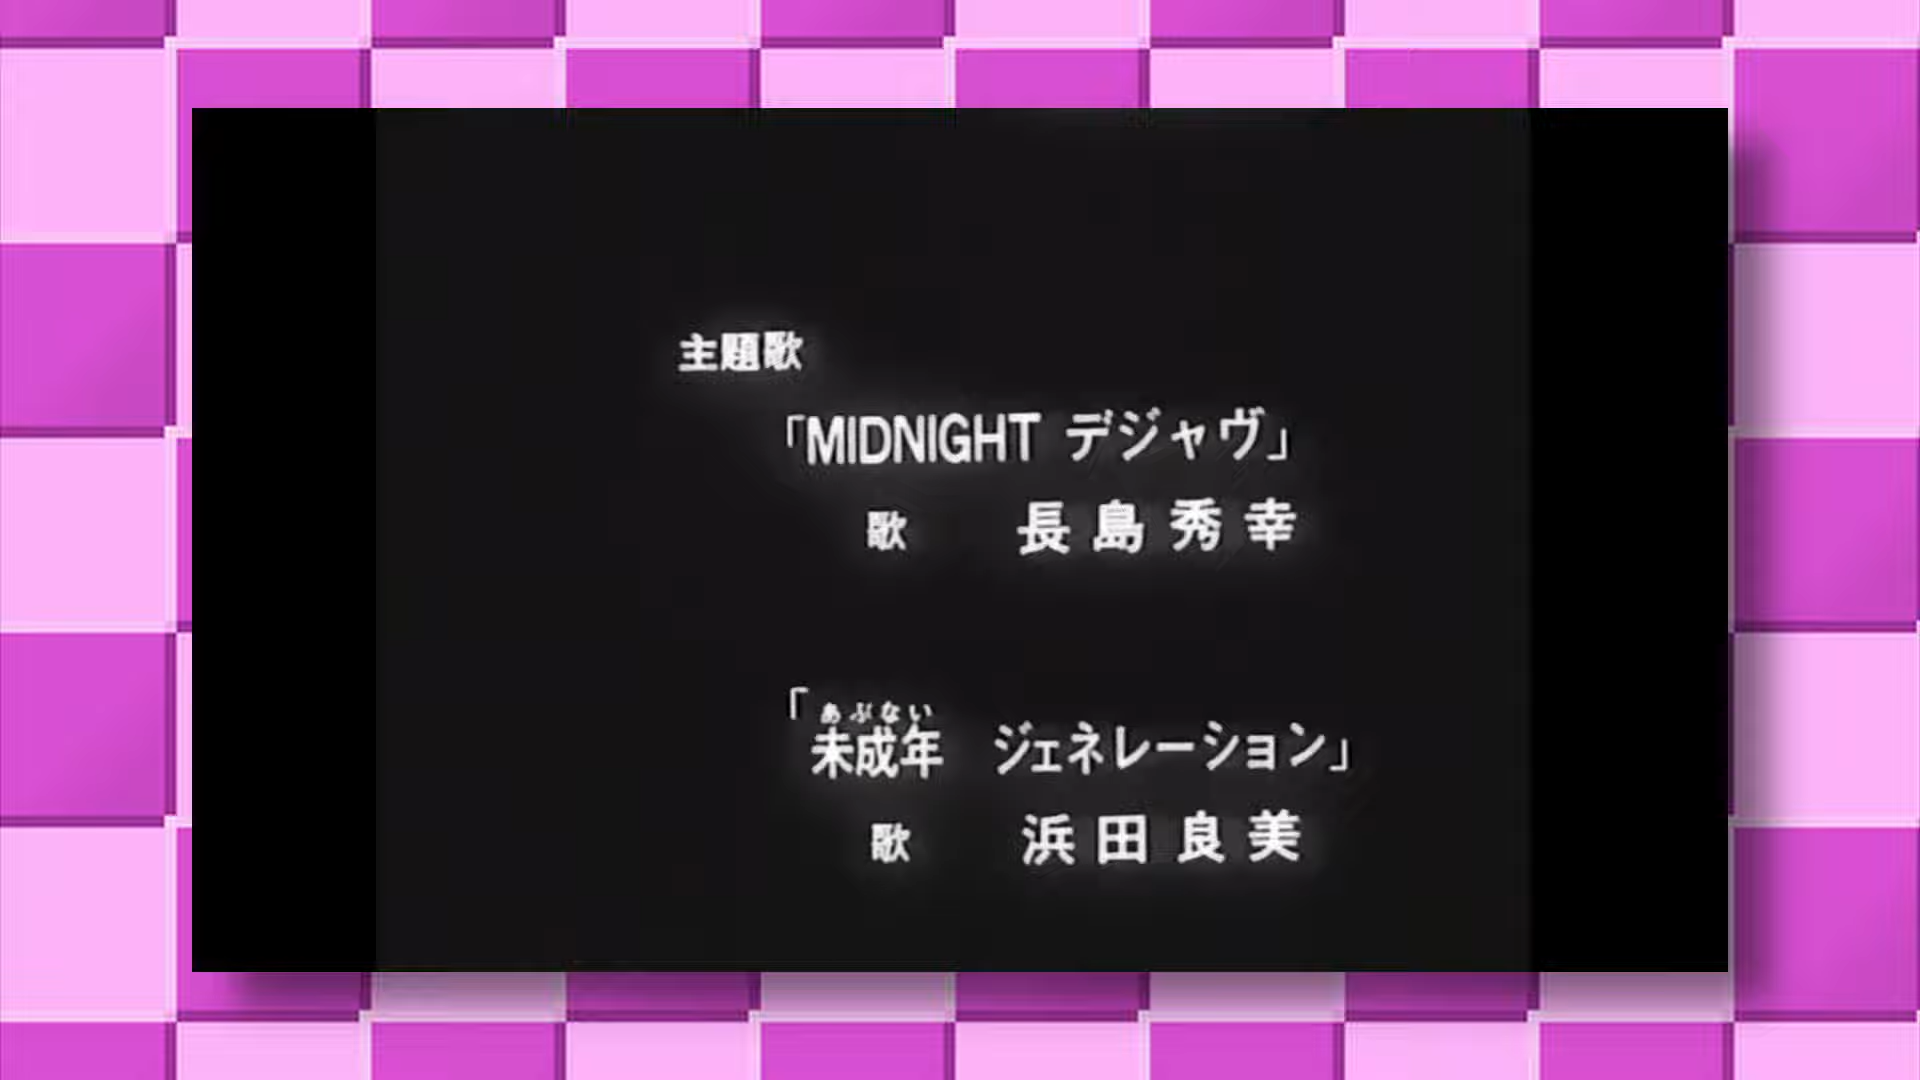 主題歌
「MIDNIGHT デジャヴ」
歌 長島秀幸
あぶない
「未成年 ジェネレーション」
歌 浜田良美